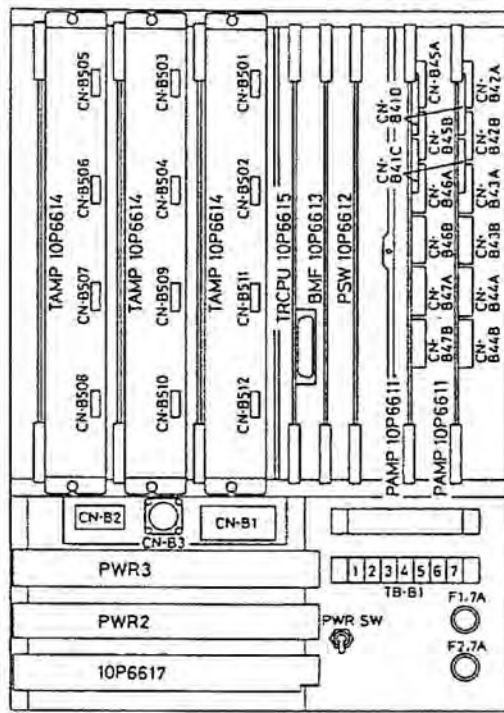 CN-B505
CN-B506
CN-B507
CN-B508
TAMP 10P6614
CN-B503
CN-B504
CN-B509
CN-B510
TAMP 10P6614
CN-B501
CN-B502
CN-B511
CN-B512
TAMP 10P6614
TRCPU 10P6615
BMF 10P6613
PSW 10P6612
CN-
B41D
CN-
B41C
PAMP 10P6611
CN-B45A
CN-
B45B
CN-
B46A
CN-
B46B
CN-
B47A
CN-
B47B
PAMP 10P6611
CN-
B42A
CN-
B42B
CN-
B43B
CN-
B44A
CN-
B44B
CN-B2
CN-B3
CN-B1
PWR3
1 2 3 4 5 6 7
TB-B1
F1.7A
PWR2
PWR SW
F2.7A
10P6617